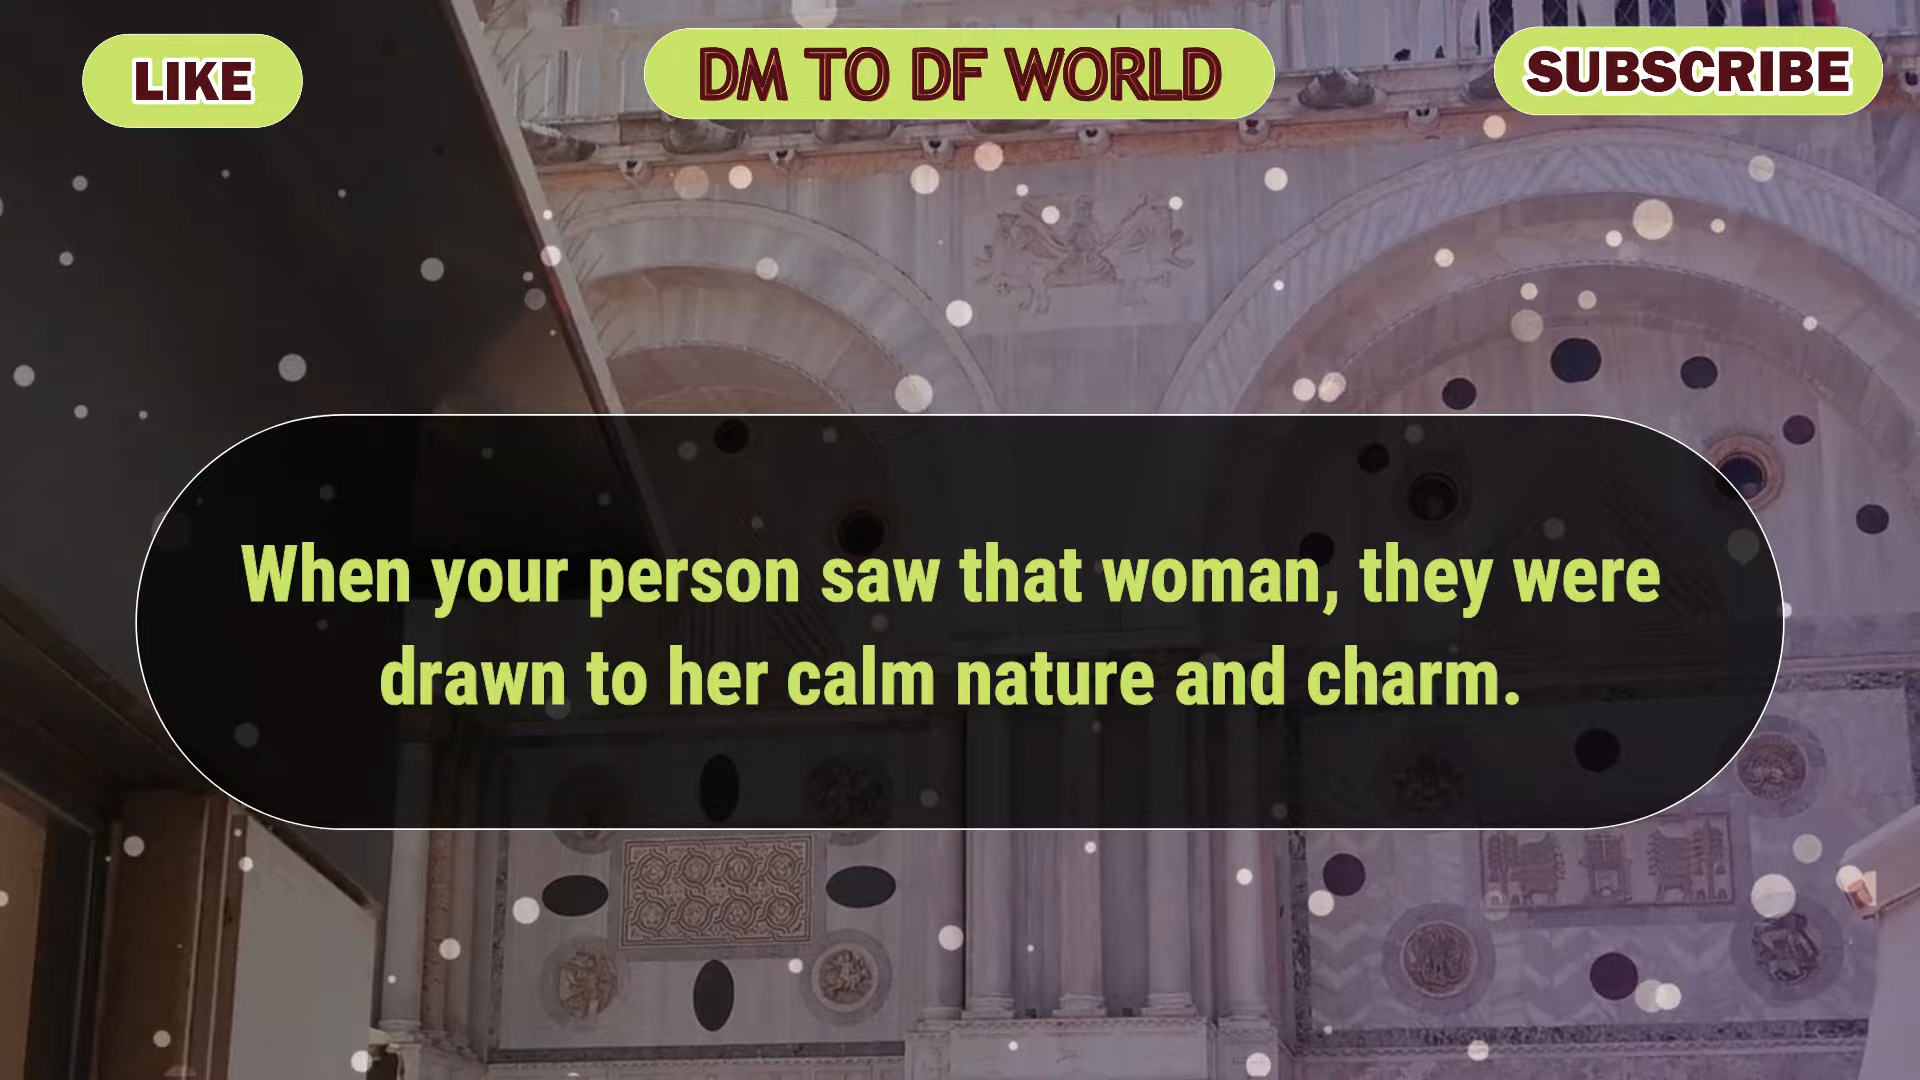 LIKE
DM TO DF WORLD
SUBSCRIBE
When your person saw that woman, they were
drawn to her calm nature and charm.